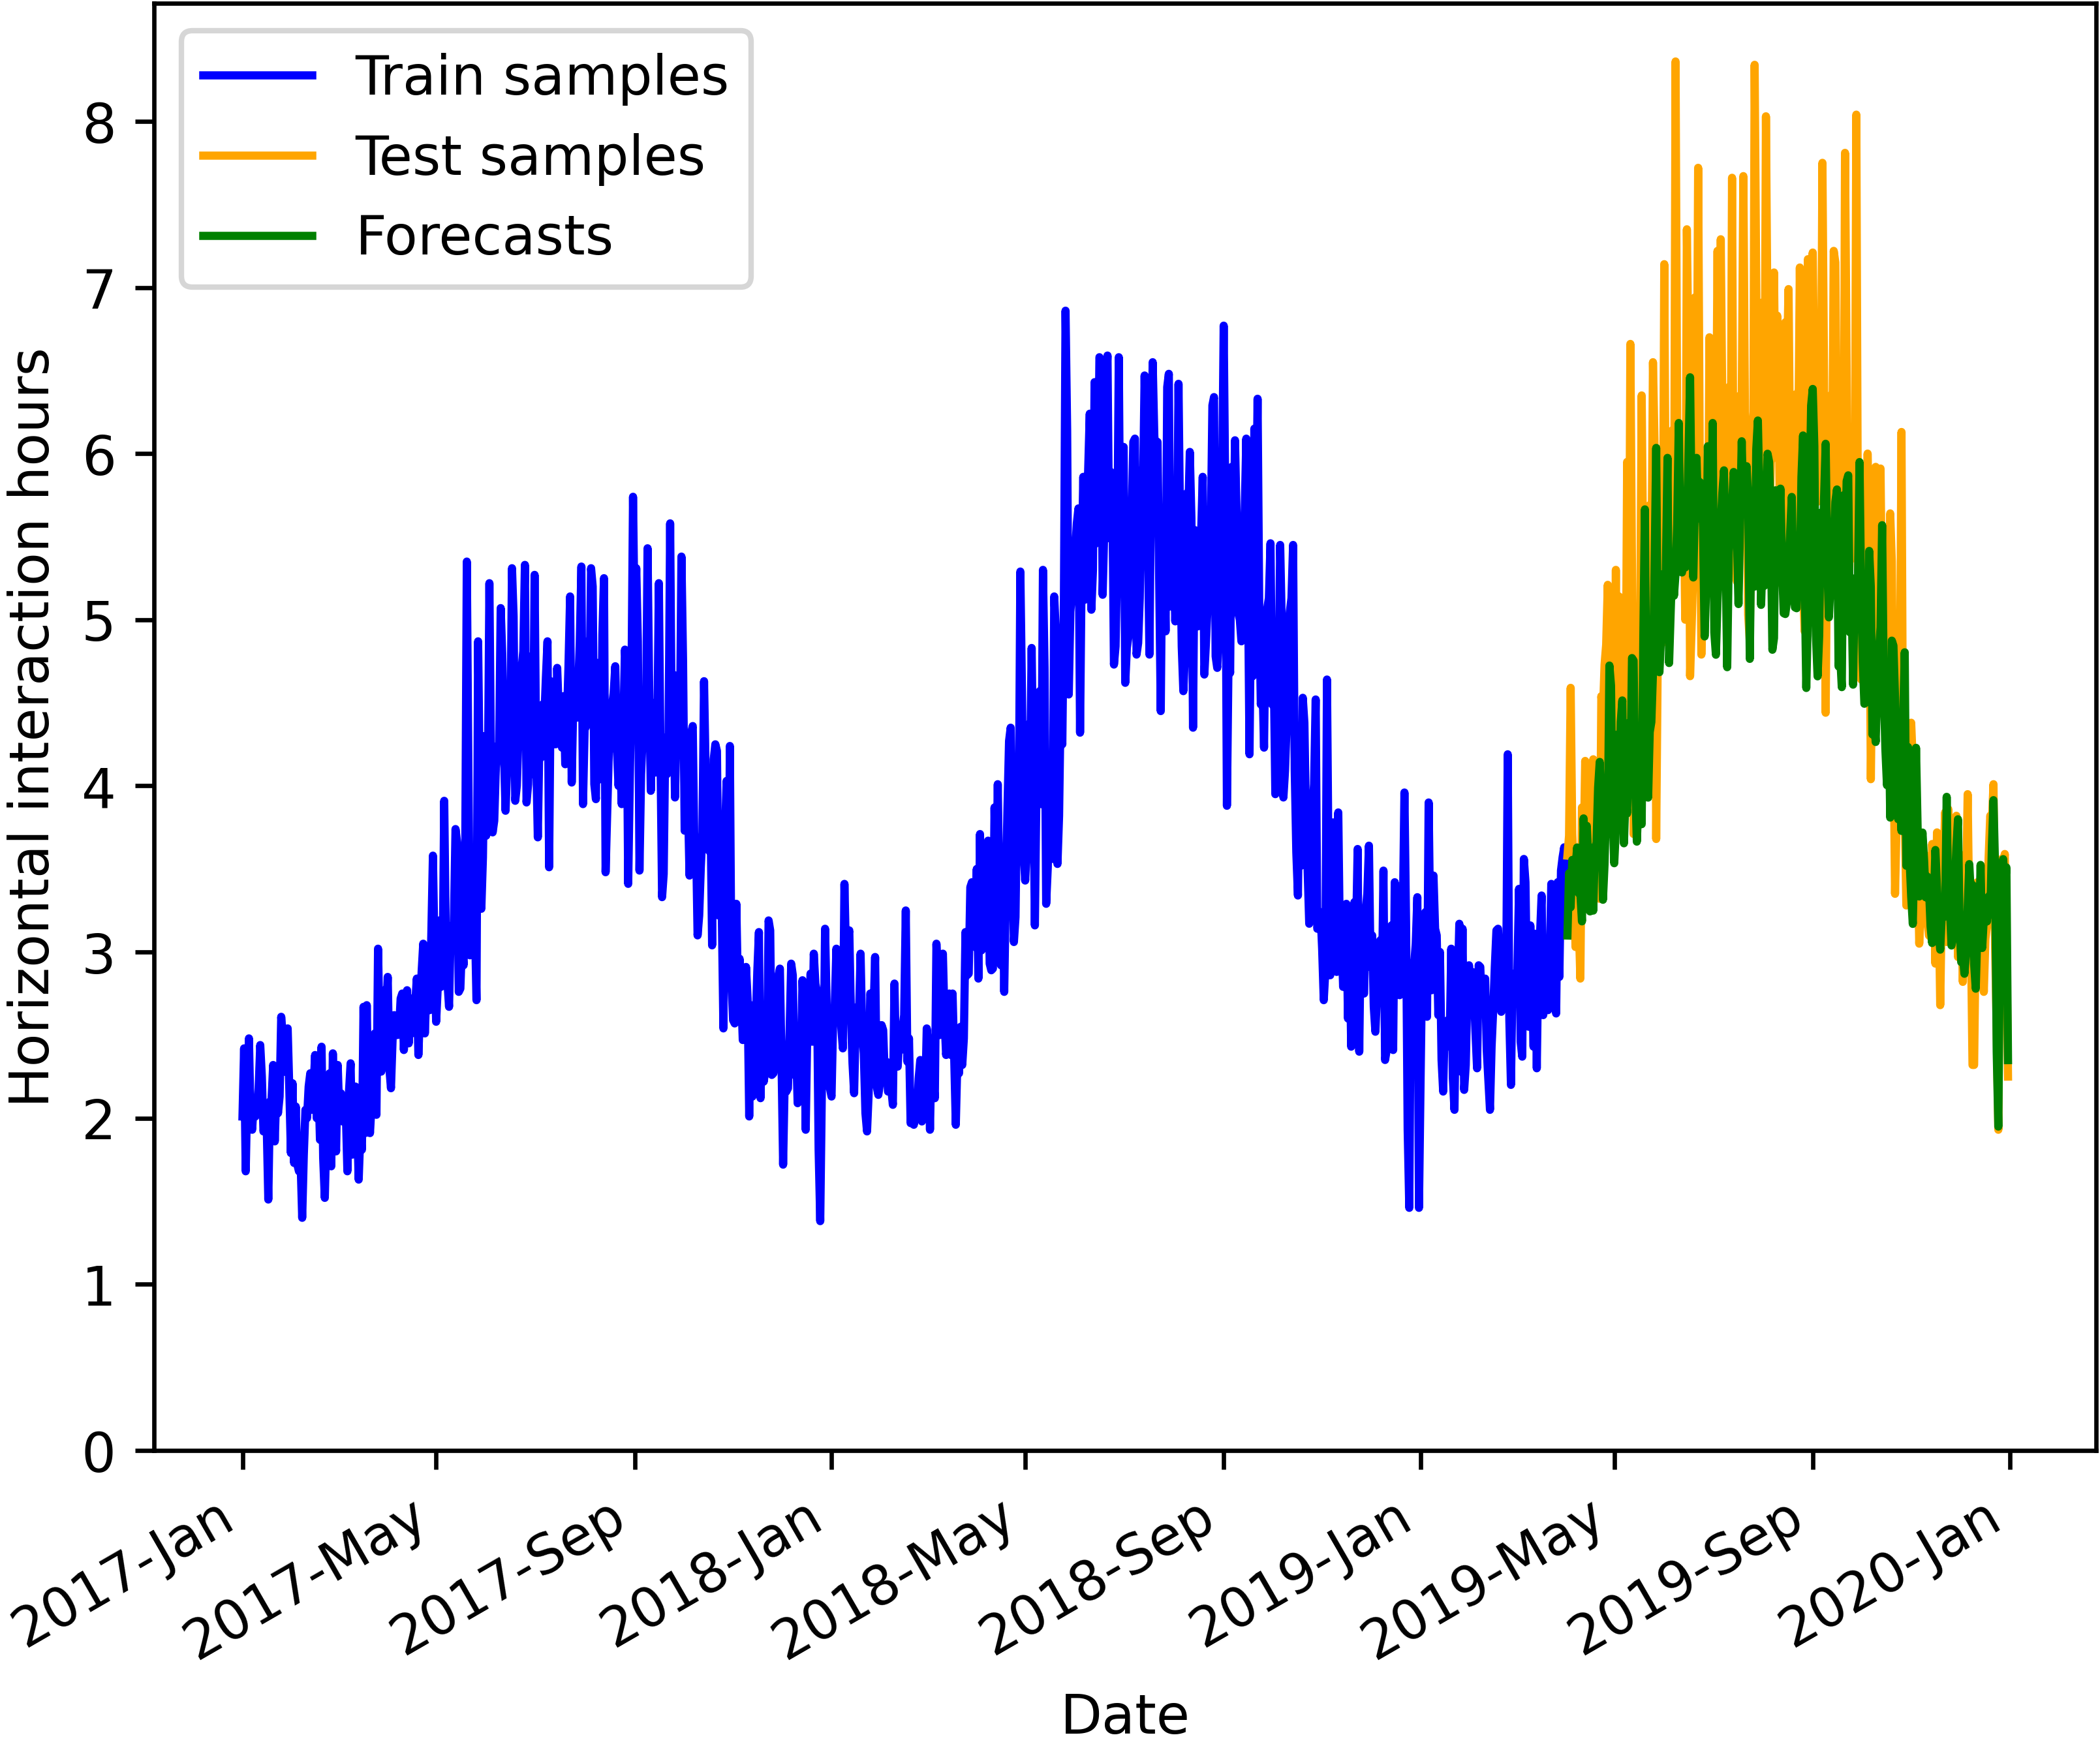 Train samples
Test samples
Forecasts
Horizontal interaction hours
8
7
6
5
4
3
2
1
0
2017-Jan
2017-May
2017-Sep
2018-Jan
2018-May
2018-Sep
2019-Jan
2019-May
2019-Sep
2020-Jan
Date